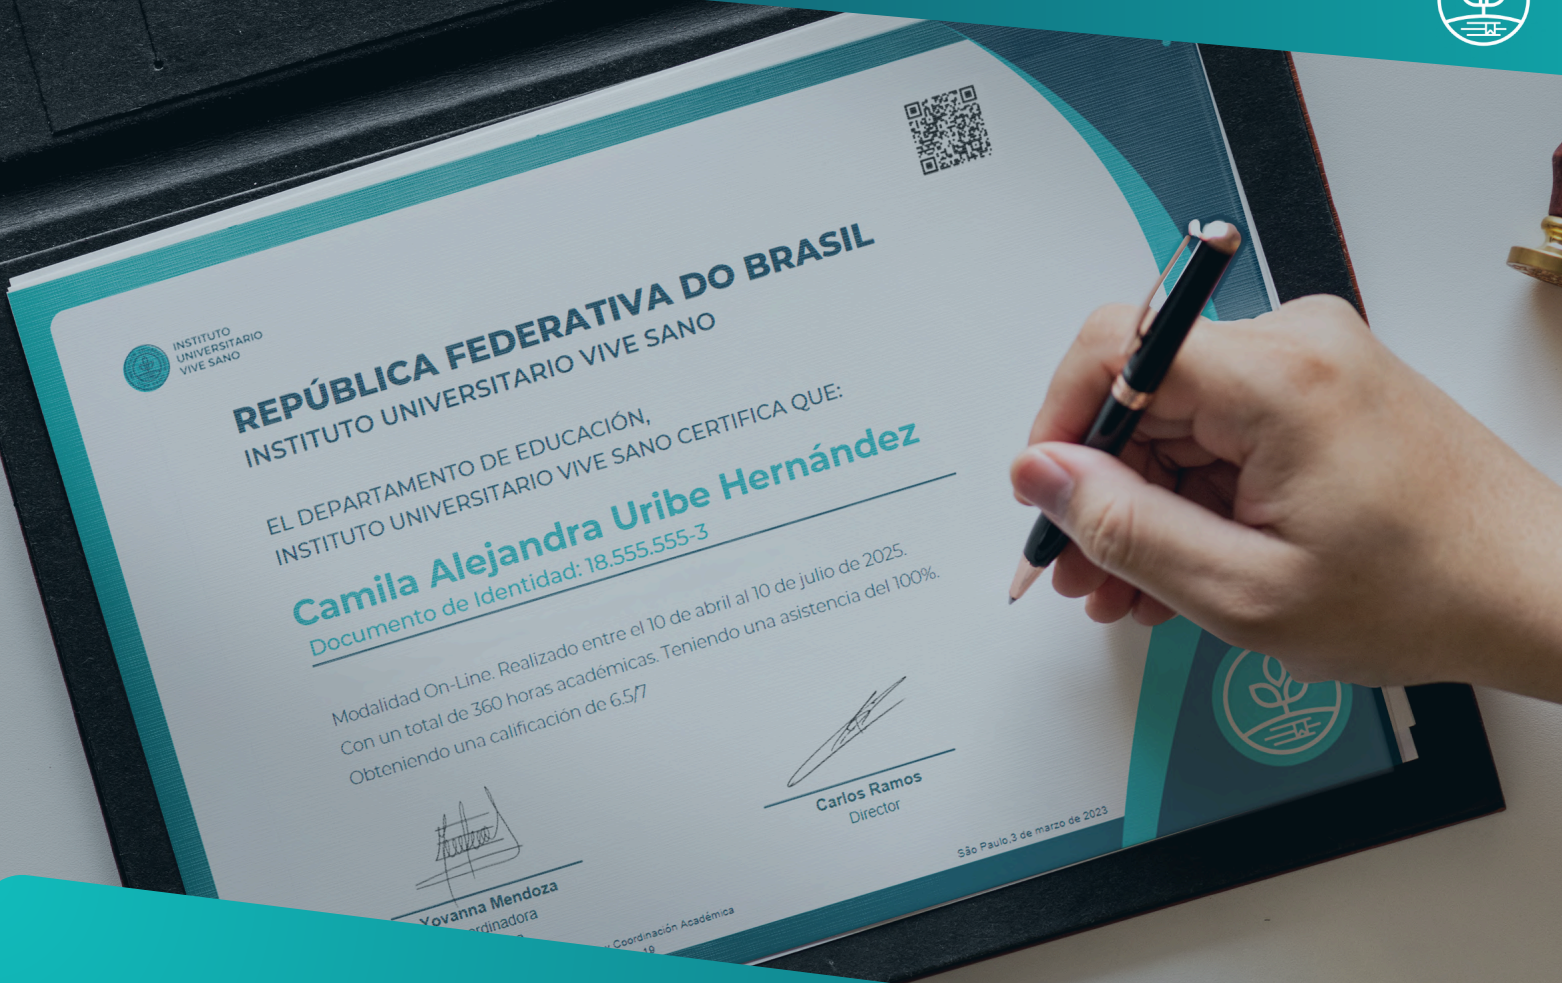 INSTITUTO
UNIVERSITARIO
VIVE SANO
REPÚBLICA FEDERATIVA DO BRASIL
INSTITUTO UNIVERSITARIO VIVE SANO
EL DEPARTAMENTO DE EDUCACIÓN,
INSTITUTO UNIVERSITARIO VIVE SANO CERTIFICA QUE:
Camila Alejandra Uribe Hernández
Documento de Identidad: 18.555.555-3
Modalidad On-Line. Realizado entre el 10 de abril al 10 de julio de 2025.
Con un total de 360 horas académicas. Teniendo una asistencia del 100%.
Obteniendo una calificación de 6.5/7
Carlos Ramos
Director
Yovanna Mendoza
rdinadora
São Paulo,3 de marzo de 2023
Coordinación Académica
-19